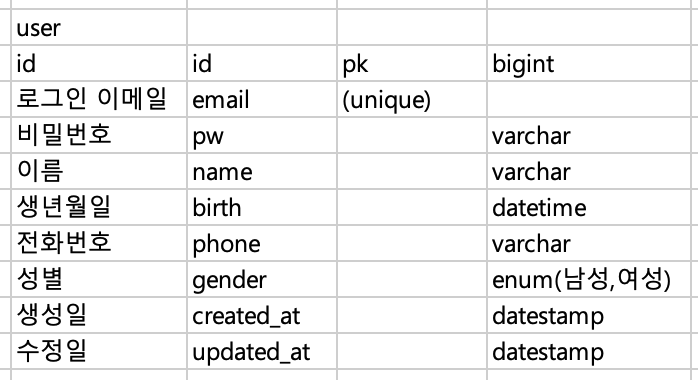 user
id id pk bigint
로그인 이메일 email (unique)
비밀번호 pw varchar
이름 name varchar
생년월일 birth datetime
전화번호 phone varchar
성별 gender enum(남성,여성)
생성일 created_at datestamp
수정일 updated_at datestamp